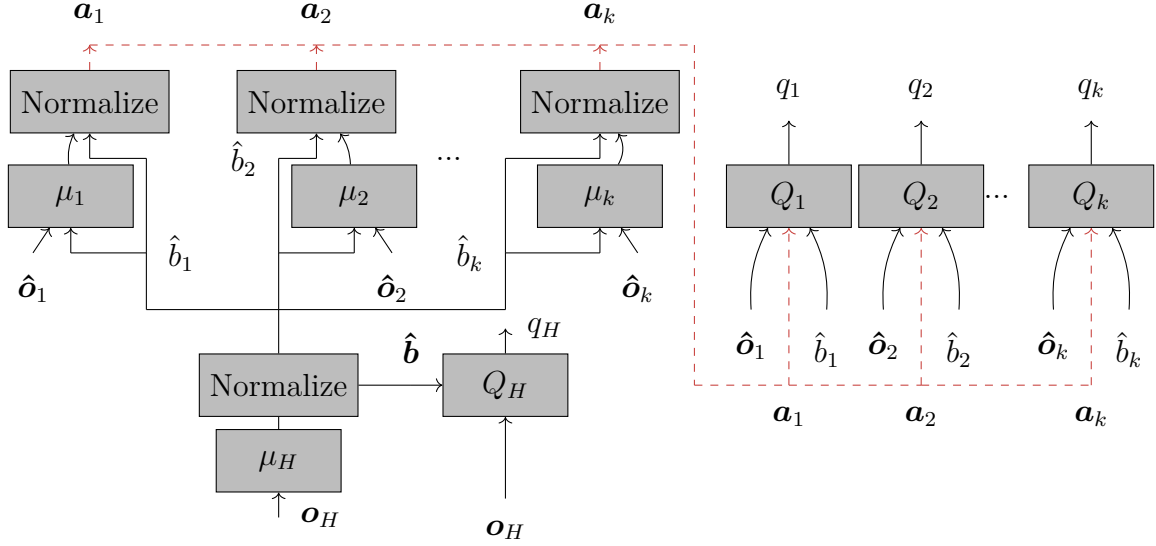 𝒂₁ 𝒂₂ 𝒂ₖ
Normalize Normalize Normalize
q₁ q₂ qₖ
b̂₂ ...
μ₁ μ₂ μₖ
Q₁ Q₂ ... Qₖ
b̂₁ b̂ₖ
𝒐̂₁ 𝒐̂₂ 𝒐̂ₖ
q_H
𝒐̂₁ b̂₁ 𝒐̂₂ b̂₂ 𝒐̂ₖ b̂ₖ
𝒃̂
Normalize Q_H
𝒂₁ 𝒂₂ 𝒂ₖ
μ_H
𝒐_H 𝒐_H